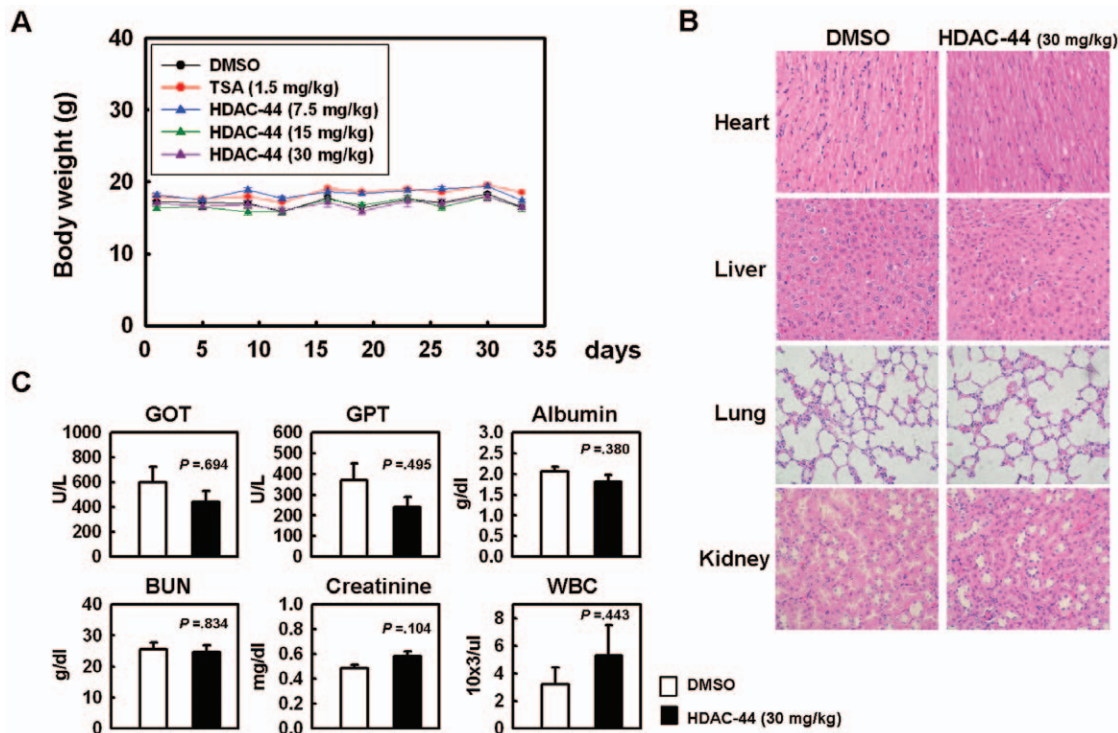 A
Body weight (g)
40
30
20
10
0
DMSO
TSA (1.5 mg/kg)
HDAC-44 (7.5 mg/kg)
HDAC-44 (15 mg/kg)
HDAC-44 (30 mg/kg)
0 5 10 15 20 25 30 35 days
B
DMSO HDAC-44 (30 mg/kg)
Heart
Liver
Lung
Kidney
C
GOT
U/L
1000
800
600
400
200
0
P =.694
GPT
U/L
600
500
400
300
200
100
0
P =.495
Albumin
g/dl
3.0
2.5
2.0
1.5
1.0
0.5
0.0
P =.380
BUN
g/dl
40
30
20
10
0
P =.834
Creatinine
mg/dl
1.0
0.8
0.6
0.4
0.2
0.0
P =.104
WBC
10x3/ul
8
6
4
2
0
P =.443
DMSO
HDAC-44 (30 mg/kg)